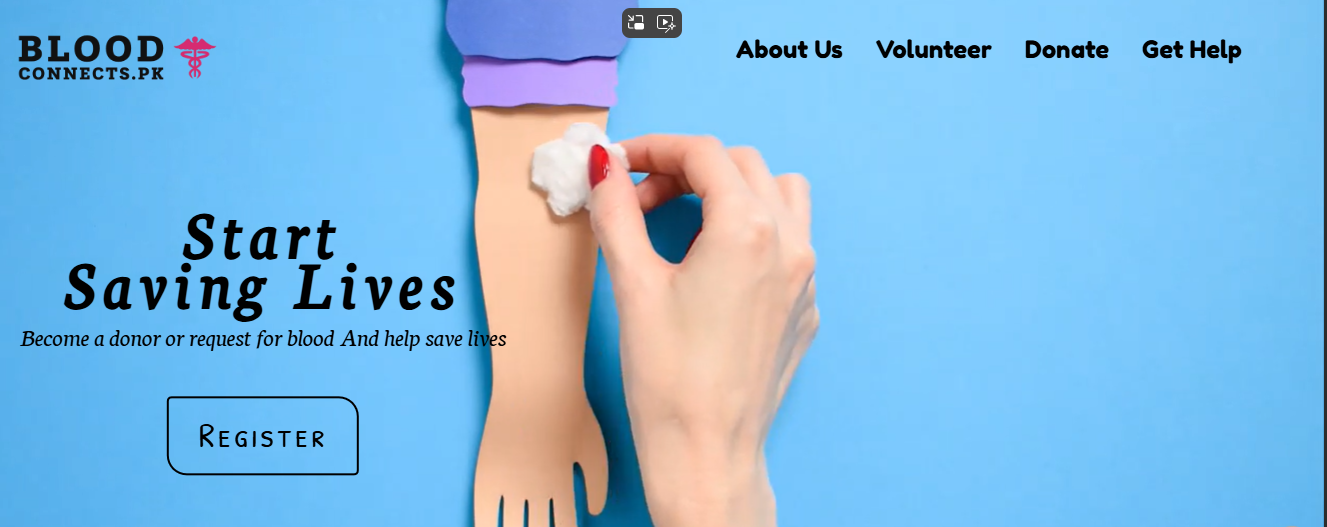 BLOOD
CONNECTS.PK
About Us Volunteer Donate Get Help
Start
Saving Lives
Become a donor or request for blood And help save lives
Register